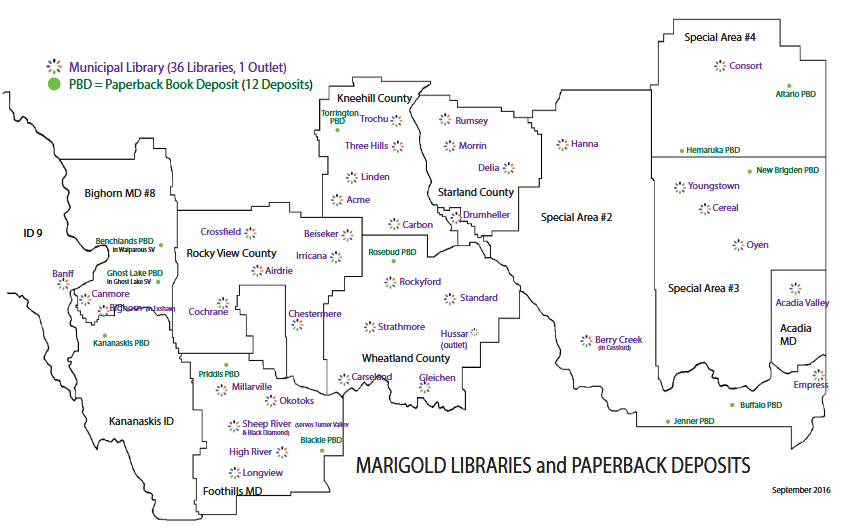 Municipal Library (36 Libraries, 1 Outlet)
PBD = Paperback Book Deposit (12 Deposits)
Special Area #4
Consort
Altario PBD
Kneehill County
Torrington
PBD
Trochu
Rumsey
Three Hills
Morrin
Hanna
Hemaruka PBD
Delia
New Brigden PBD
Linden
Youngstown
Bighorn MD #8
Starland County
Acme
Cereal
Drumheller
Special Area #2
Carbon
ID 9
Crossfield
Beiseker
Benchlands PBD
in Waiparous SV
Oyen
Rocky View County
Rosebud PBD
Irricana
Banff
Ghost Lake PBD
in Ghost Lake SV
Airdrie
Rockyford
Special Area #3
Canmore
Bighorn (in Exshaw)
Cochrane
Standard
Acadia Valley
Chestermere
Strathmore
Hussar
(outlet)
Acadia
MD
Kananaskis PBD
Berry Creek
(in Cessford)
Wheatland County
Priddis PBD
Carseland
Gleichen
Millarville
Empress
Okotoks
Buffalo PBD
Kananaskis ID
Sheep River (serves Turner Valley
& Black Diamond)
Jenner PBD
Blackie PBD
High River
Longview
MARIGOLD LIBRARIES and PAPERBACK DEPOSITS
Foothills MD
September 2016